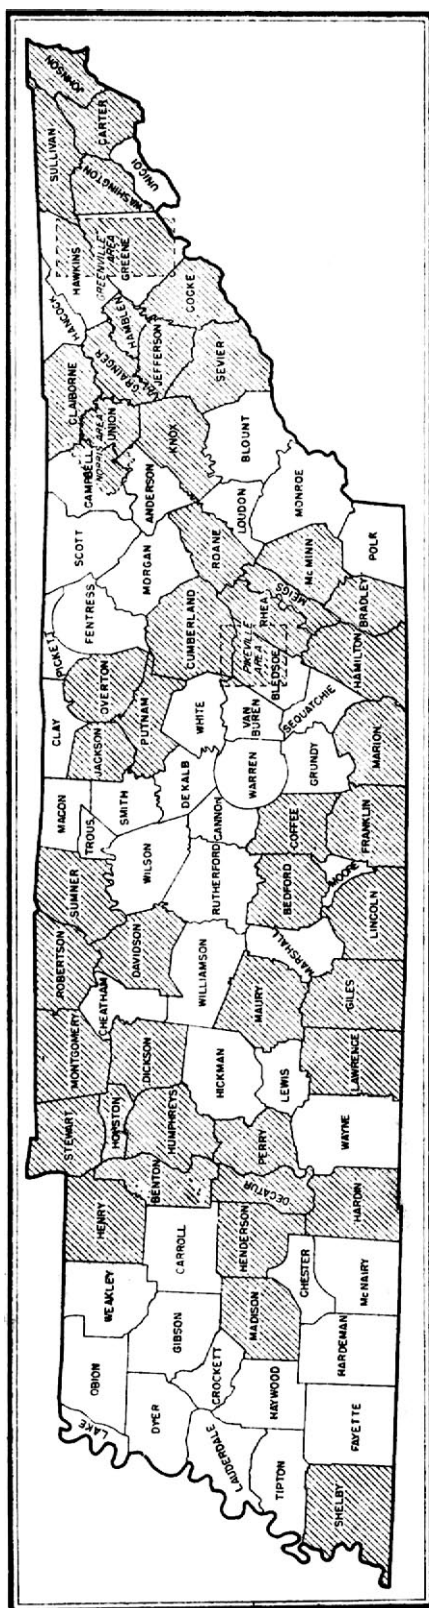 LAKE
OBION
WEAKLEY
HENRY
STEWART
MONTGOMERY
ROBERTSON
SUMNER
MACON
TROUS.
CLAY
PICKETT
SCOTT
CAMPBELL
CLAIBORNE
HANCOCK
HAWKINS
SULLIVAN
JOHNSON
CARTER
UNICOI
WASHINGTON
GREENVILLE
AREA
GREENE
DYER
GIBSON
CARROLL
BENTON
HOUSTON
HUMPHREYS
DICKSON
CHEATHAM
DAVIDSON
WILSON
SMITH
JACKSON
OVERTON
FENTRESS
PUTNAM
MORGAN
ANDERSON
NORRIS AREA
UNION
GRAINGER
HAMBLEN
JEFFERSON
COCKE
SEVIER
KNOX
BLOUNT
LOUDON
ROANE
CUMBERLAND
WHITE
DE KALB
CANNON
RUTHERFORD
WILLIAMSON
HICKMAN
PERRY
DECATUR
HENDERSON
MADISON
CROCKETT
HAYWOOD
LAUDERDALE
TIPTON
SHELBY
FAYETTE
HARDEMAN
CHESTER
McNAIRY
HARDIN
WAYNE
LEWIS
MAURY
LAWRENCE
GILES
MARSHALL
BEDFORD
LINCOLN
MOORE
COFFEE
FRANKLIN
WARREN
VAN
BUREN
GRUNDY
MARION
SEQUATCHIE
BLEDSOE
PIKEVILLE
AREA
RHEA
HAMILTON
MEIGS
BRADLEY
McMINN
MONROE
POLK